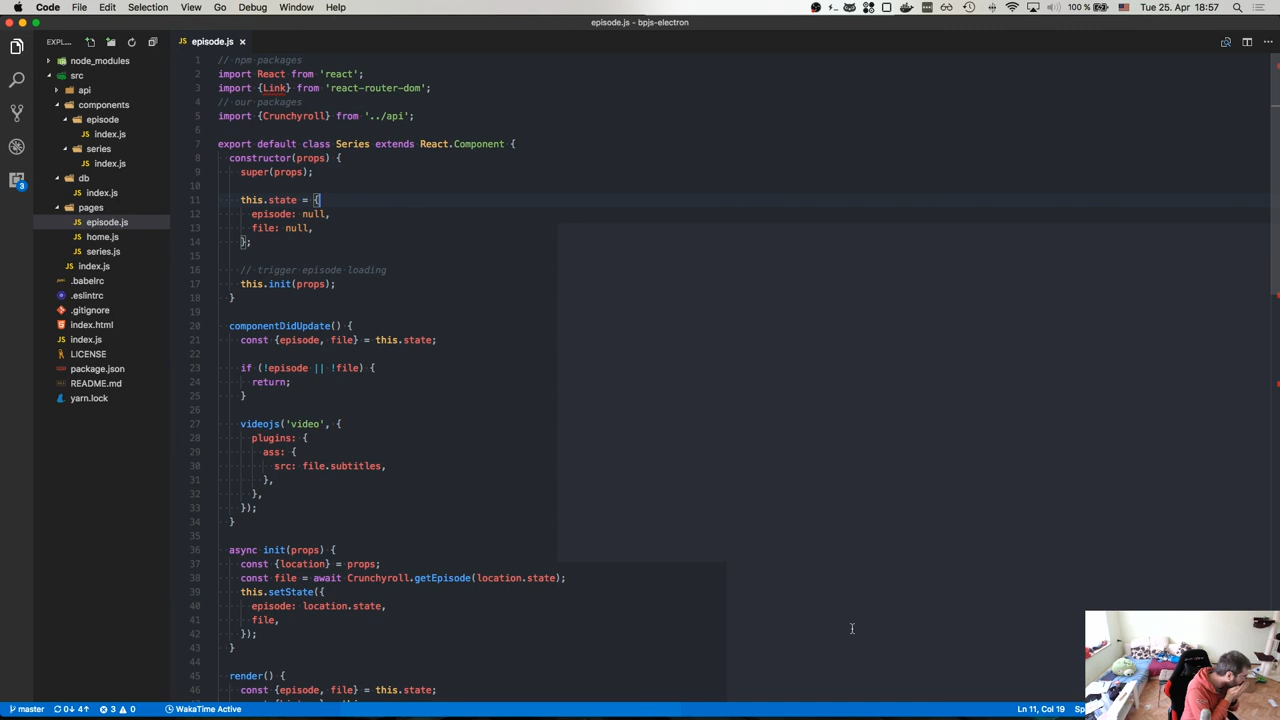 Code File Edit Selection View Go Debug Window Help
100 % Tue 25. Apr 18:57
episode.js — bpjs-electron
EXPL...
episode.js
node_modules
src
api
components
episode
index.js
series
index.js
db
index.js
pages
episode.js
home.js
series.js
index.js
.babelrc
.eslintrc
.gitignore
index.html
index.js
LICENSE
package.json
README.md
yarn.lock
3
1 // npm packages
2 import React from 'react';
3 import {Link} from 'react-router-dom';
4 // our packages
5 import {Crunchyroll} from '../api';
6
7 export default class Series extends React.Component {
8 constructor(props) {
9 super(props);
10
11 this.state = {
12 episode: null,
13 file: null,
14 };
15
16 // trigger episode loading
17 this.init(props);
18 }
19
20 componentDidUpdate() {
21 const {episode, file} = this.state;
22
23 if (!episode || !file) {
24 return;
25 }
26
27 videojs('video', {
28 plugins: {
29 ass: {
30 src: file.subtitles,
31 },
32 },
33 });
34 }
35
36 async init(props) {
37 const {location} = props;
38 const file = await Crunchyroll.getEpisode(location.state);
39 this.setState({
40 episode: location.state,
41 file,
42 });
43 }
44
45 render() {
46 const {episode, file} = this.state;
master 0↓ 4↑ 3 0 WakaTime Active
Ln 11, Col 19